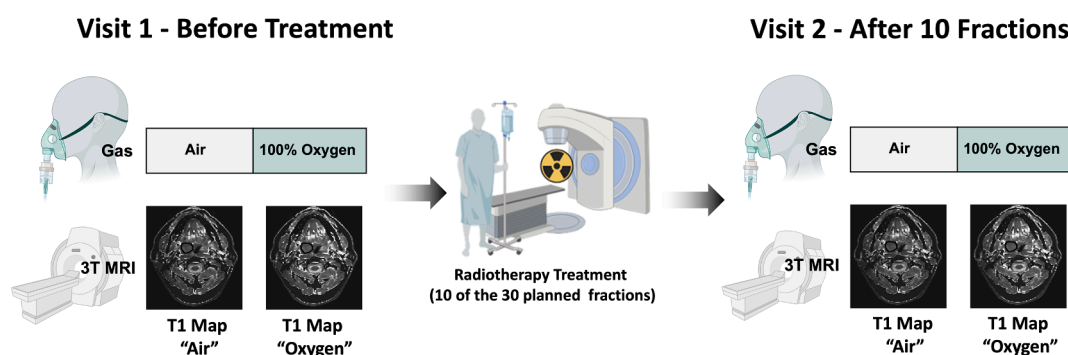 Visit 1 - Before Treatment
Visit 2 - After 10 Fractions
Gas
Air
100% Oxygen
3T MRI
T1 Map
“Air”
T1 Map
“Oxygen”
Radiotherapy Treatment
(10 of the 30 planned fractions)
Gas
Air
100% Oxygen
3T MRI
T1 Map
“Air”
T1 Map
“Oxygen”